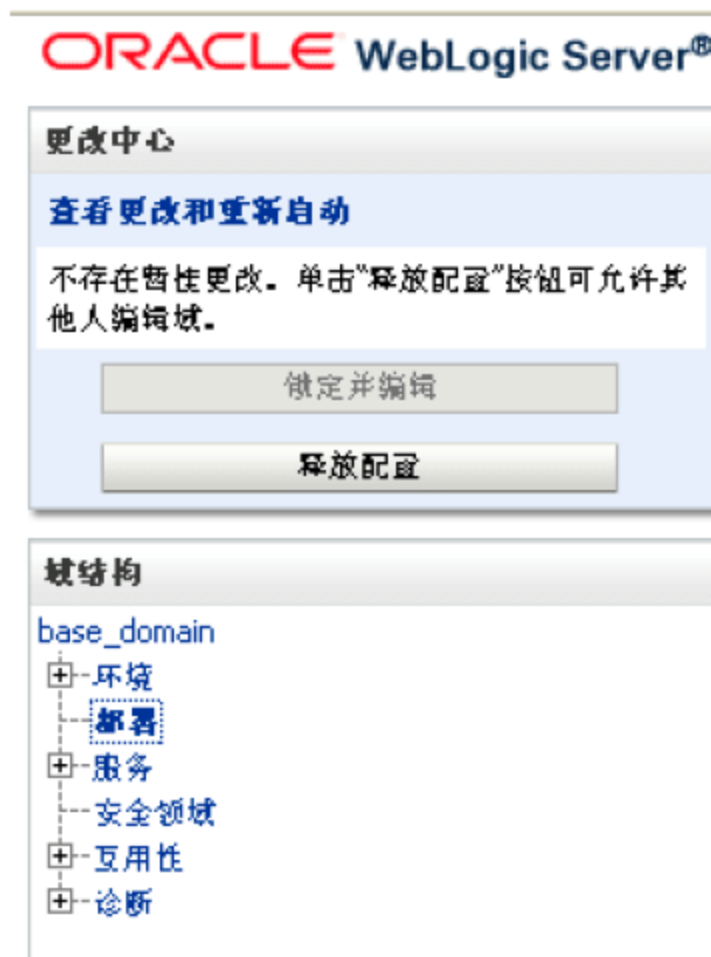 ORACLE WebLogic Server®
更改中心
查看更改和重新启动
不存在暂挂更改。单击“释放配置”按钮可允许其
他人编辑域。
锁定并编辑
释放配置
域结构
base_domain
环境
部署
服务
安全领域
互用性
诊断